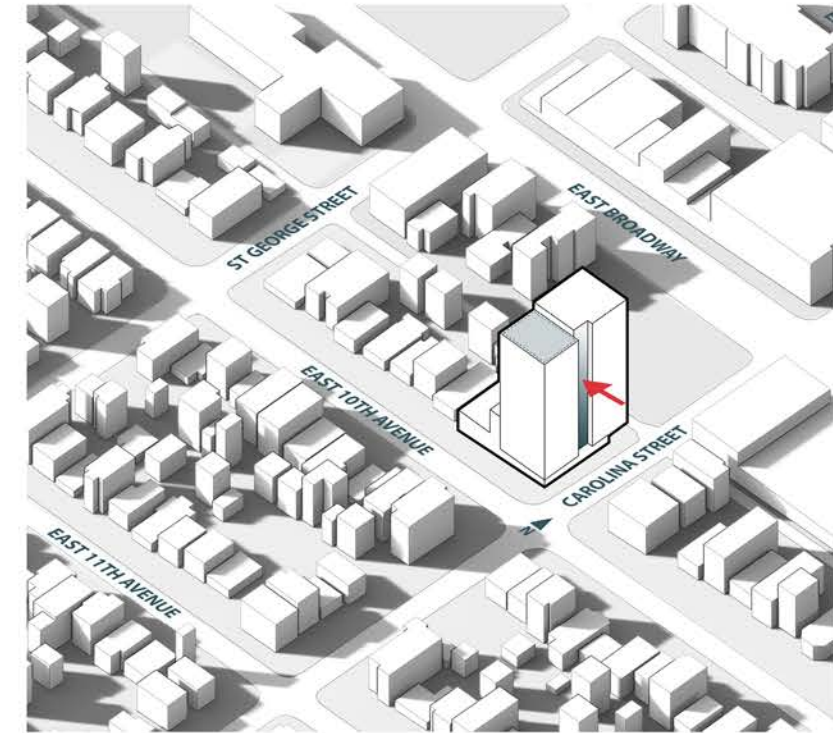 ST GEORGE STREET
EAST BROADWAY
EAST 10TH AVENUE
CAROLINA STREET
N
EAST 11TH AVENUE